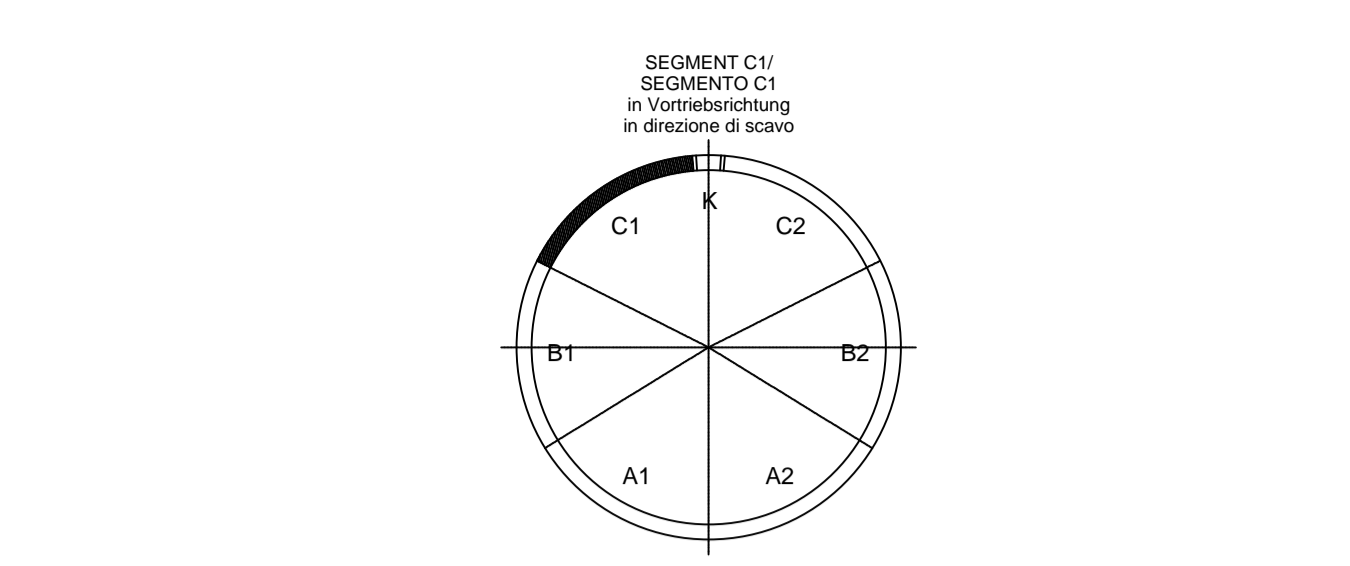 SEGMENT C1/
SEGMENTO C1
in Vortriebsrichtung
in direzione di scavo
K
C1
C2
B1
B2
A1
A2